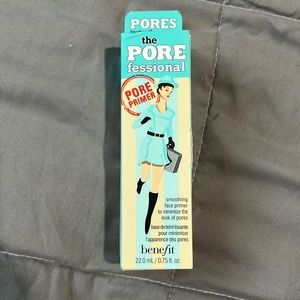 PORES
the
PORE
fessional
PORE
PRIMER
smoothing
face primer
to minimize the
look of pores
base de teint lissante
pour minimiser
l'apparence des pores
benefit
22.0 mL / 0.75 fl. oz.